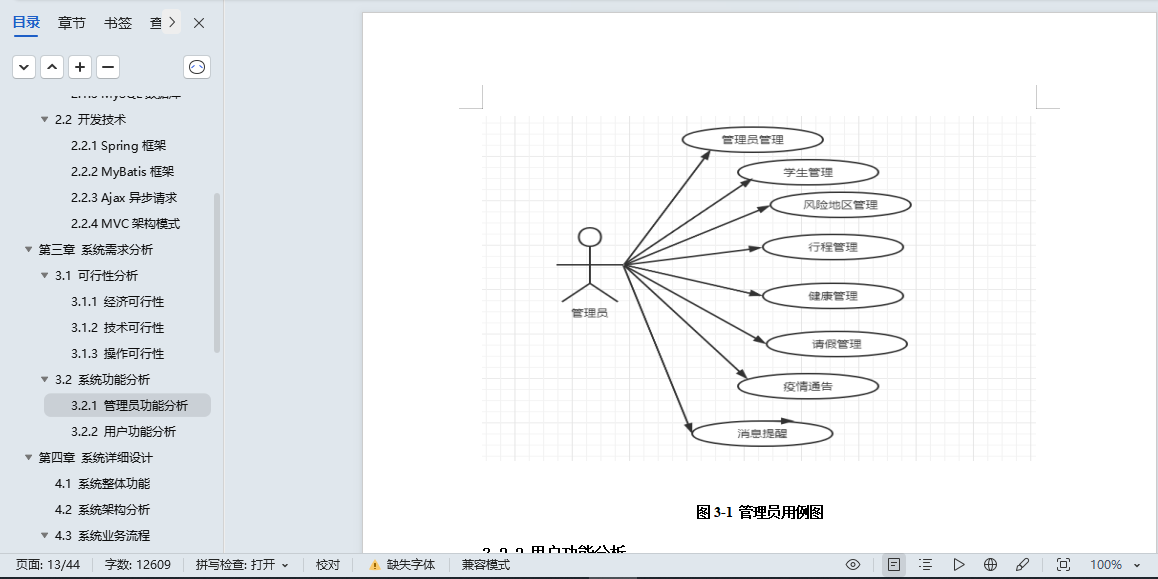 目录 章节 书签 查
2.2 开发技术
2.2.1 Spring 框架
2.2.2 MyBatis 框架
2.2.3 Ajax 异步请求
2.2.4 MVC 架构模式
第三章 系统需求分析
3.1 可行性分析
3.1.1 经济可行性
3.1.2 技术可行性
3.1.3 操作可行性
3.2 系统功能分析
3.2.1 管理员功能分析
3.2.2 用户功能分析
第四章 系统详细设计
4.1 系统整体功能
4.2 系统架构分析
4.3 系统业务流程
管理员管理
学生管理
风险地区管理
行程管理
健康管理
管理员
请假管理
疫情通告
消息提醒
图 3-1 管理员用例图
3.2.2 用户功能分析
页面: 13/44 字数: 12609 拼写检查: 打开 校对 缺失字体 兼容模式 100%